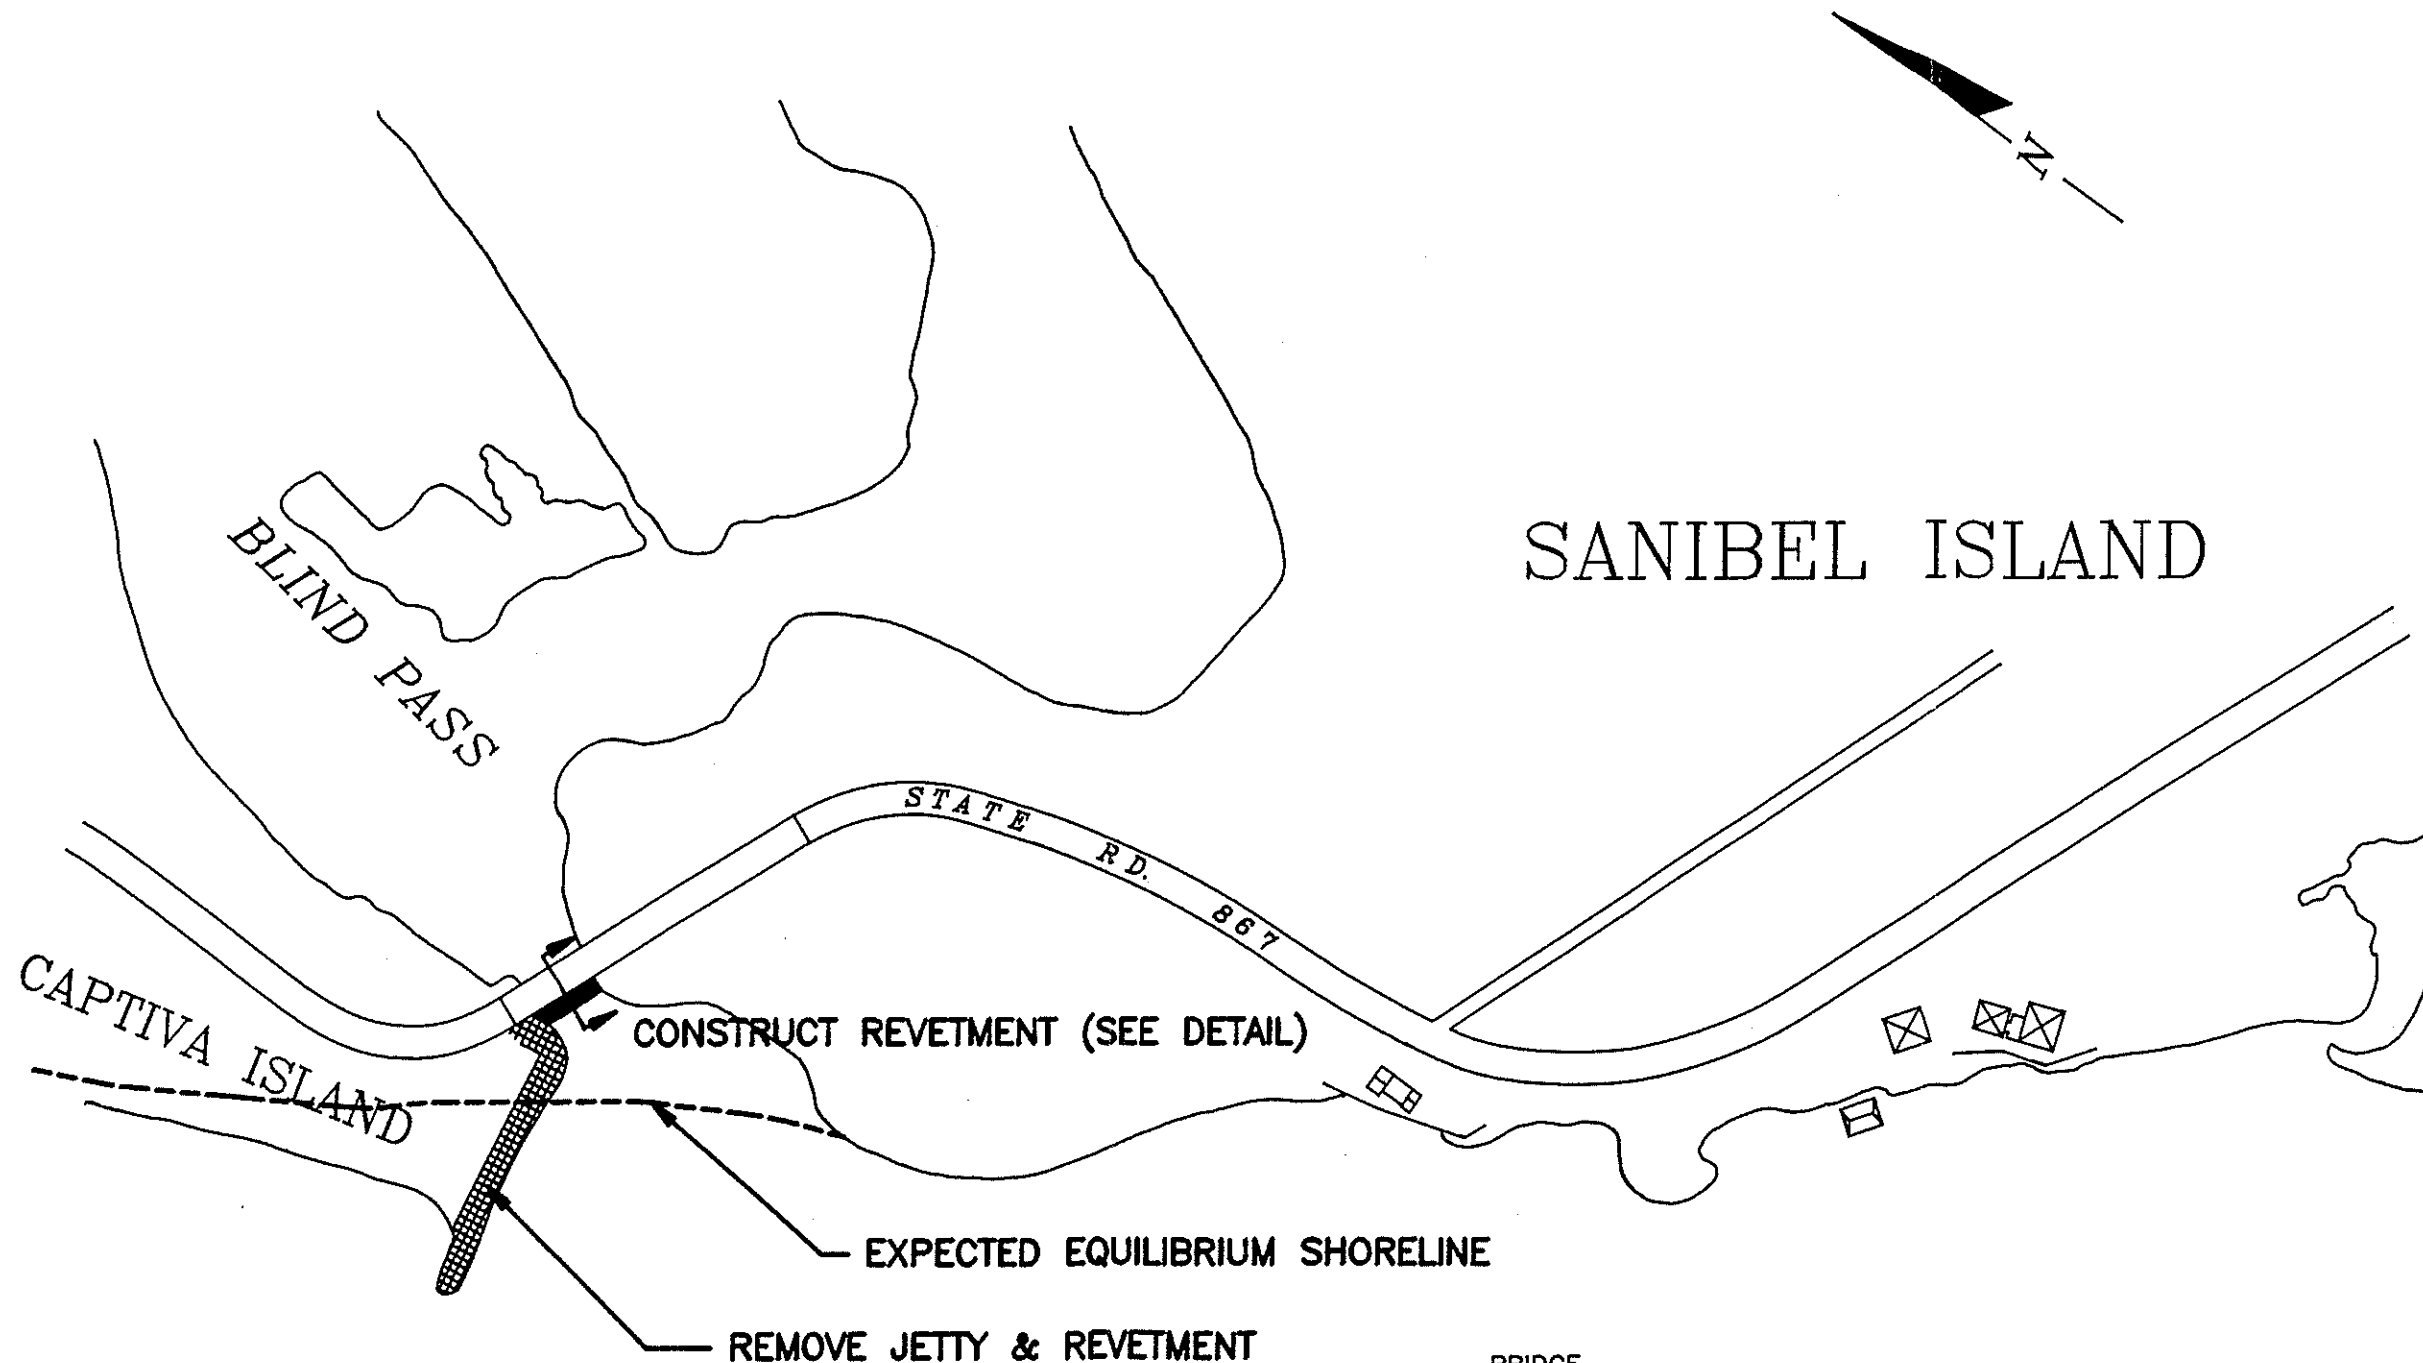 N
SANIBEL ISLAND
BLIND PASS
STATE RD. 867
CAPTIVA ISLAND
CONSTRUCT REVETMENT (SEE DETAIL)
EXPECTED EQUILIBRIUM SHORELINE
REMOVE JETTY & REVETMENT
BRIDGE